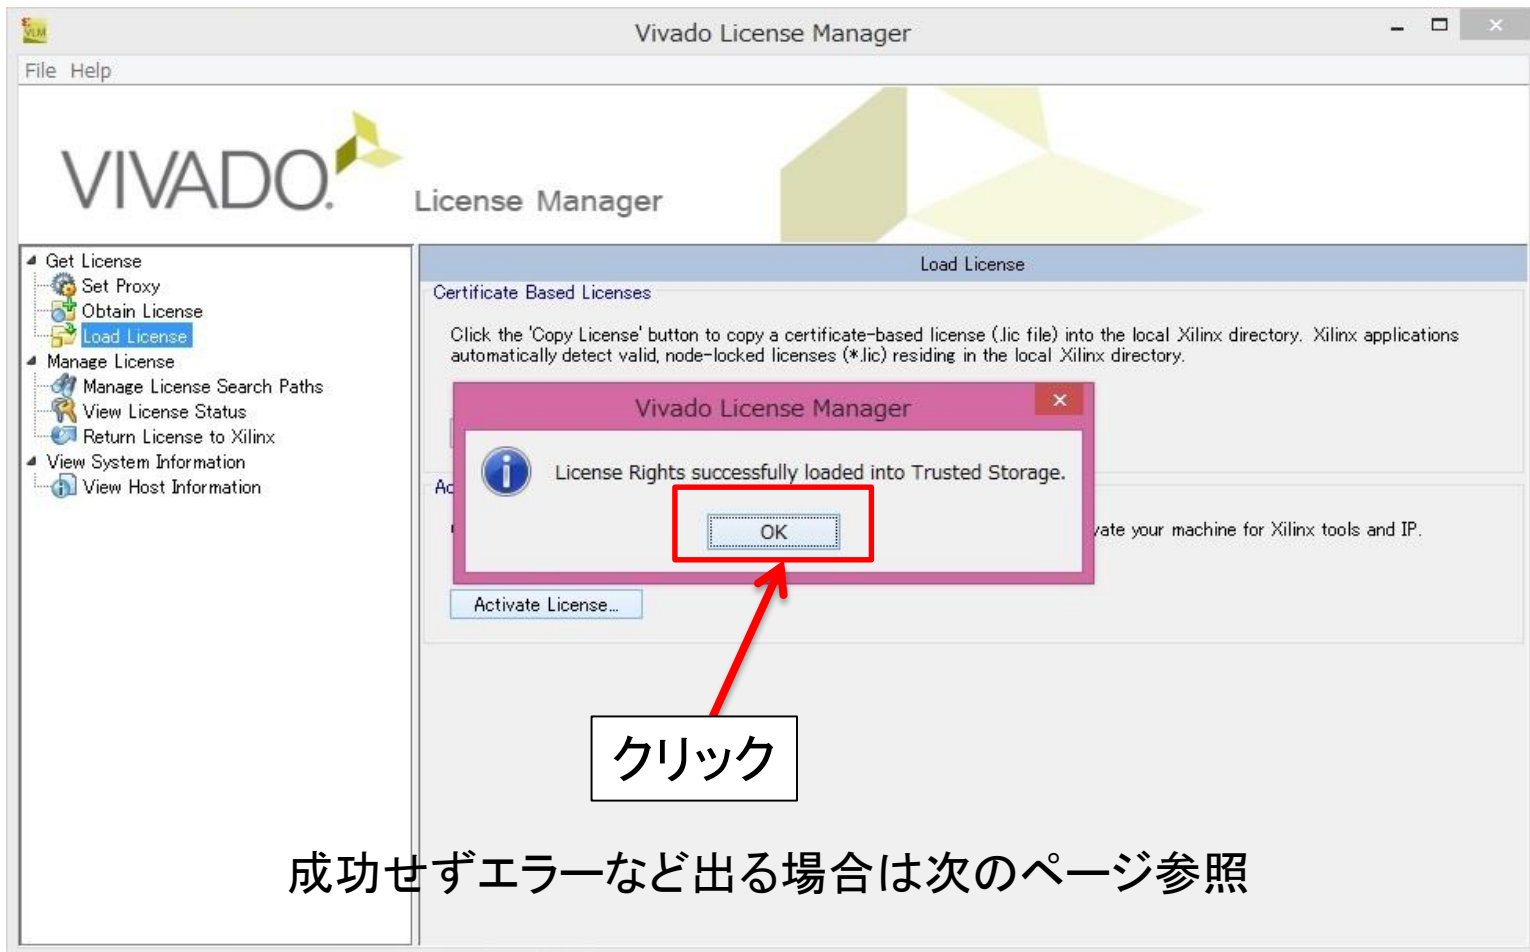 VLM
Vivado License Manager
File Help
VIVADO.
License Manager
Get License
Set Proxy
Obtain License
Load License
Manage License
Manage License Search Paths
View License Status
Return License to Xilinx
View System Information
View Host Information
Load License
Certificate Based Licenses
Click the 'Copy License' button to copy a certificate-based license (.lic file) into the local Xilinx directory. Xilinx applications
automatically detect valid, node-locked licenses (*.lic) residing in the local Xilinx directory.
Vivado License Manager
License Rights successfully loaded into Trusted Storage.
OK
Ac
vate your machine for Xilinx tools and IP.
Activate License...
クリック
成功せずエラーなど出る場合は次のページ参照